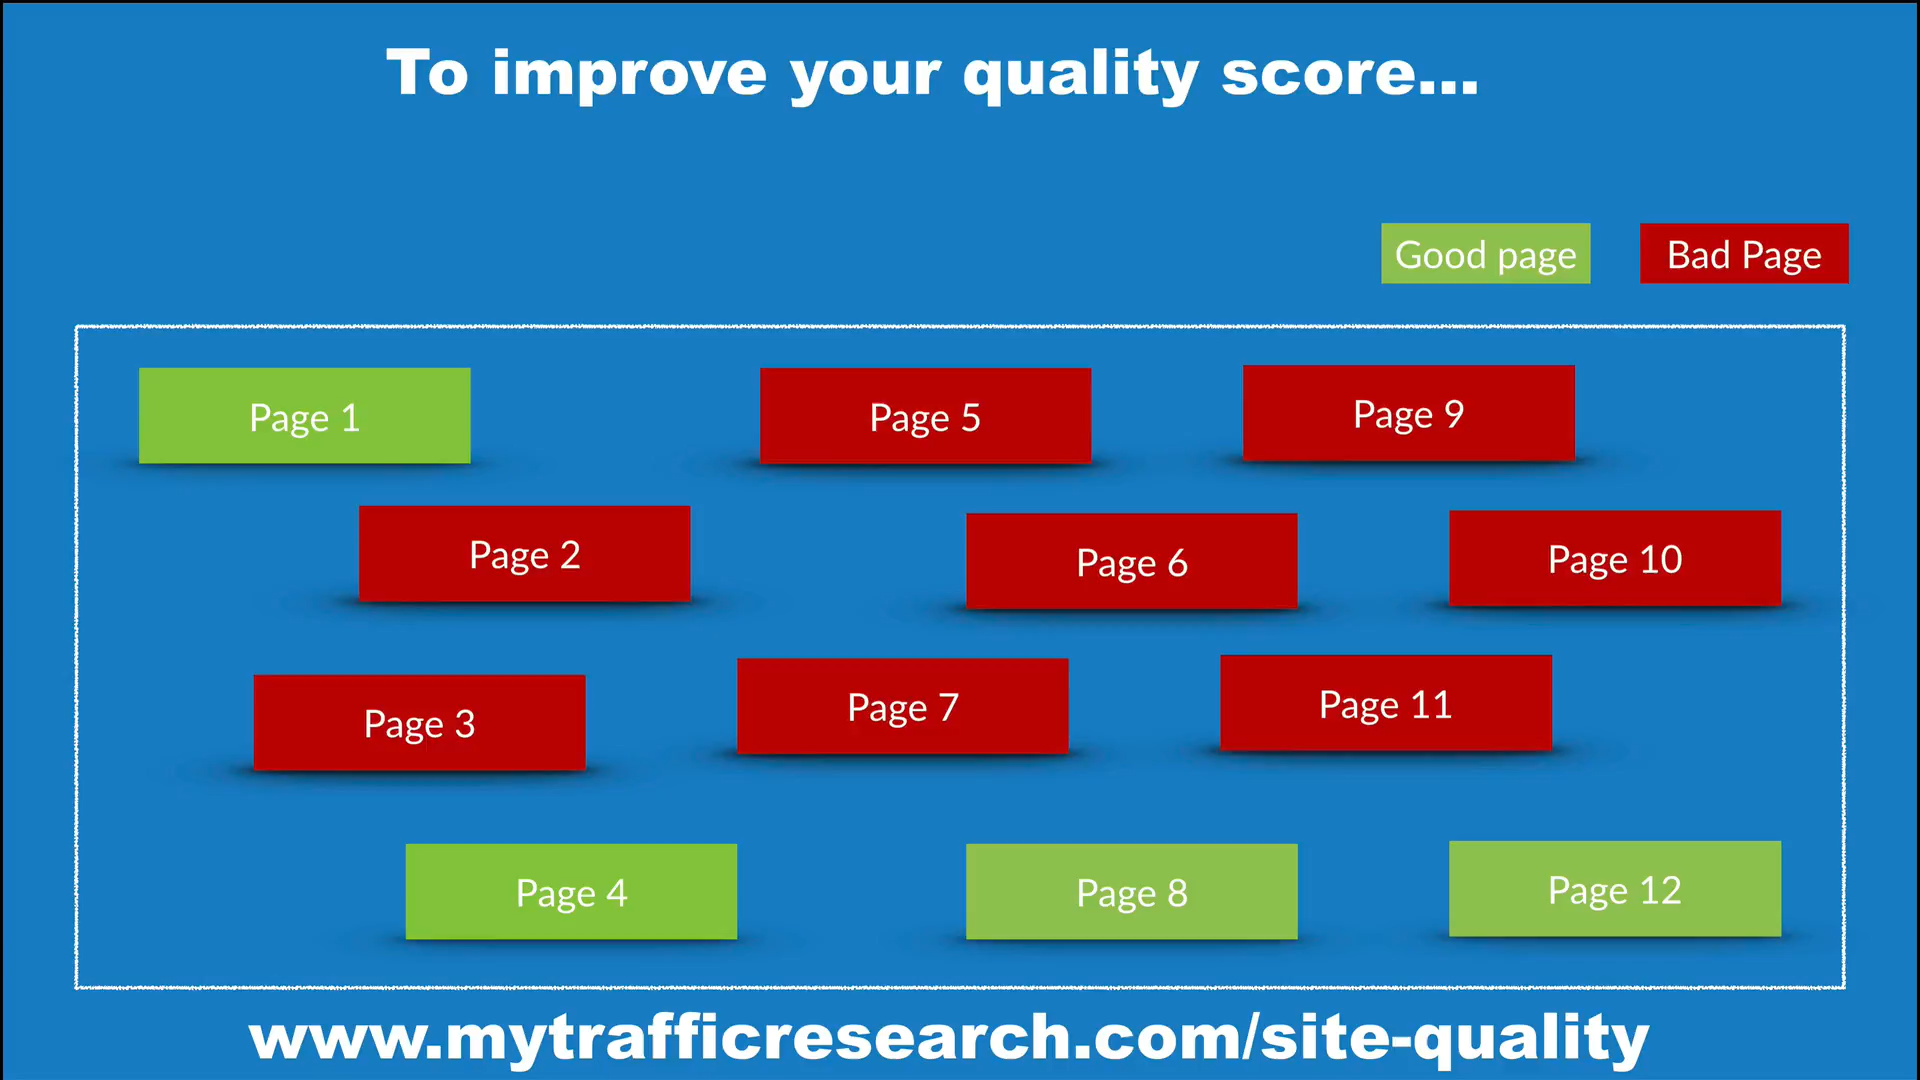 To improve your quality score...
Good page
Bad Page
Page 1
Page 5
Page 9
Page 2
Page 6
Page 10
Page 3
Page 7
Page 11
Page 4
Page 8
Page 12
www.mytrafficresearch.com/site-quality